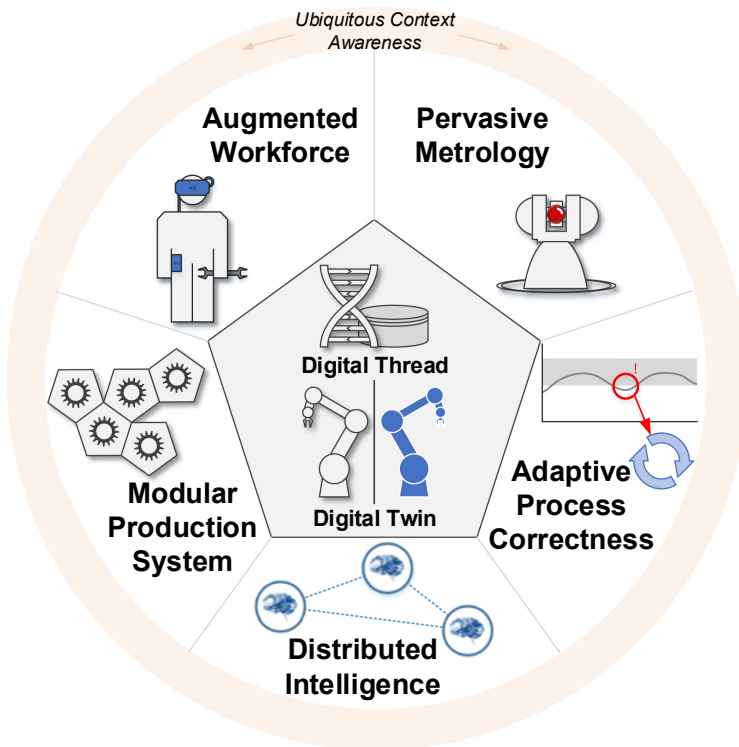 Ubiquitous Context
Awareness
Augmented
Workforce
Pervasive
Metrology
Digital Thread
!
Modular
Production
System
Digital Twin
Adaptive
Process
Correctness
Distributed
Intelligence